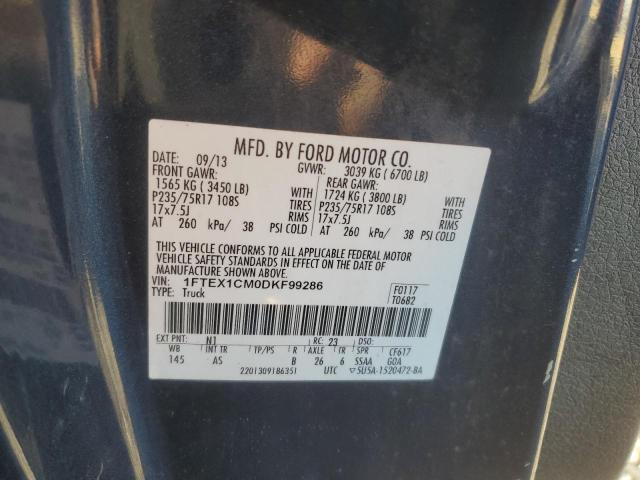 MFD. BY FORD MOTOR CO.
DATE: 09/13 GVWR: 3039 KG ( 6700 LB)
FRONT GAWR: REAR GAWR:
1565 KG ( 3450 LB) 1724 KG ( 3800 LB)
P235/75R17 108S WITH TIRES P235/75R17 108S WITH TIRES
17x7.5J RIMS 17x7.5J RIMS
AT 260 kPa/ 38 PSI COLD AT 260 kPa/ 38 PSI COLD
THIS VEHICLE CONFORMS TO ALL APPLICABLE FEDERAL MOTOR
VEHICLE SAFETY STANDARDS IN EFFECT ON THE DATE OF
MANUFACTURE SHOWN ABOVE.
VIN: 1FTEX1CM0DKF99286 F0117
TYPE: Truck T0682
EXT PNT: N1 RC: 23 DSO:
WB INT TR TP/PS R AXLE TR SPR CF617
145 AS B 26 6 SSAA GOA
2201309186351 UTC ▽5U5A-1520472-BA